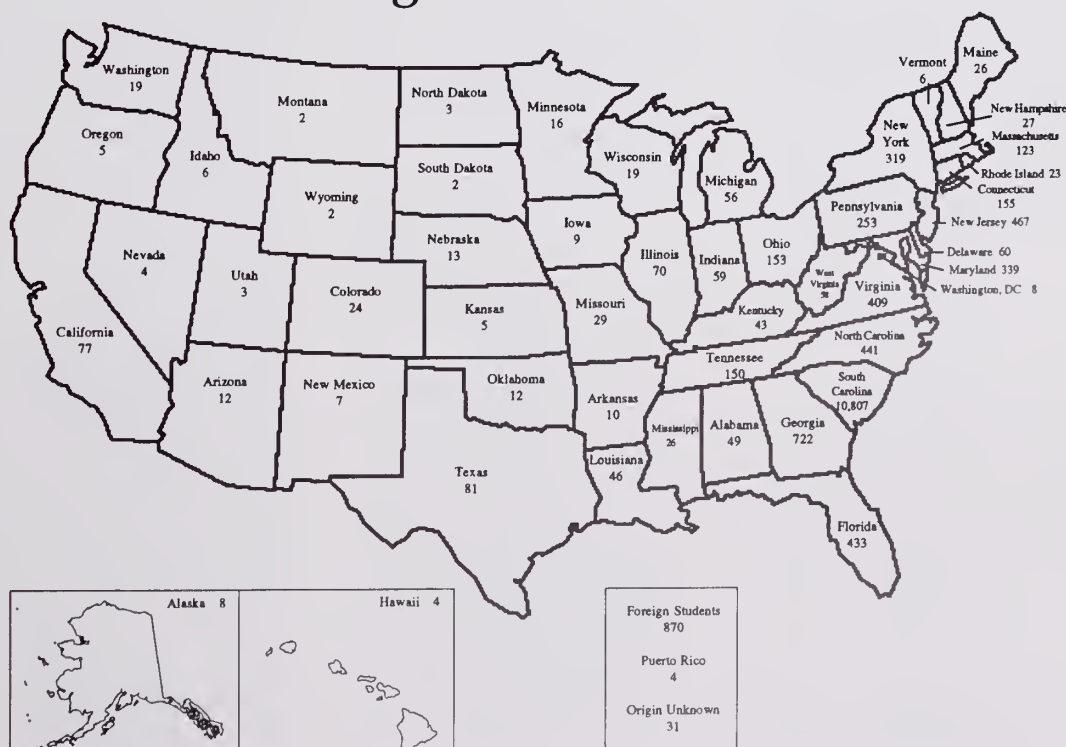 Washington
19
Oregon
5
Idaho
6
Montana
2
North Dakota
3
Minnesota
16
Wisconsin
19
Michigan
56
Vermont
6
Maine
26
New Hampshire
27
Massachusetts
123
New
York
319
Rhode Island 23
Connecticut
155
South Dakota
2
Wyoming
2
Nebraska
13
Iowa
9
Illinois
70
Indiana
59
Ohio
153
Pennsylvania
253
New Jersey 467
Delaware 60
Maryland 339
Washington, DC 8
West
Virginia
Virginia
409
Nevada
4
Utah
3
Colorado
24
Kansas
5
Missouri
29
Kentucky
43
California
77
Arizona
12
New Mexico
7
Oklahoma
12
Arkansas
10
Tennessee
150
North Carolina
441
South
Carolina
10,807
Mississippi
26
Alabama
49
Georgia
722
Texas
81
Louisiana
46
Florida
433
Alaska 8
Hawaii 4
Foreign Students
870
Puerto Rico
4
Origin Unknown
31